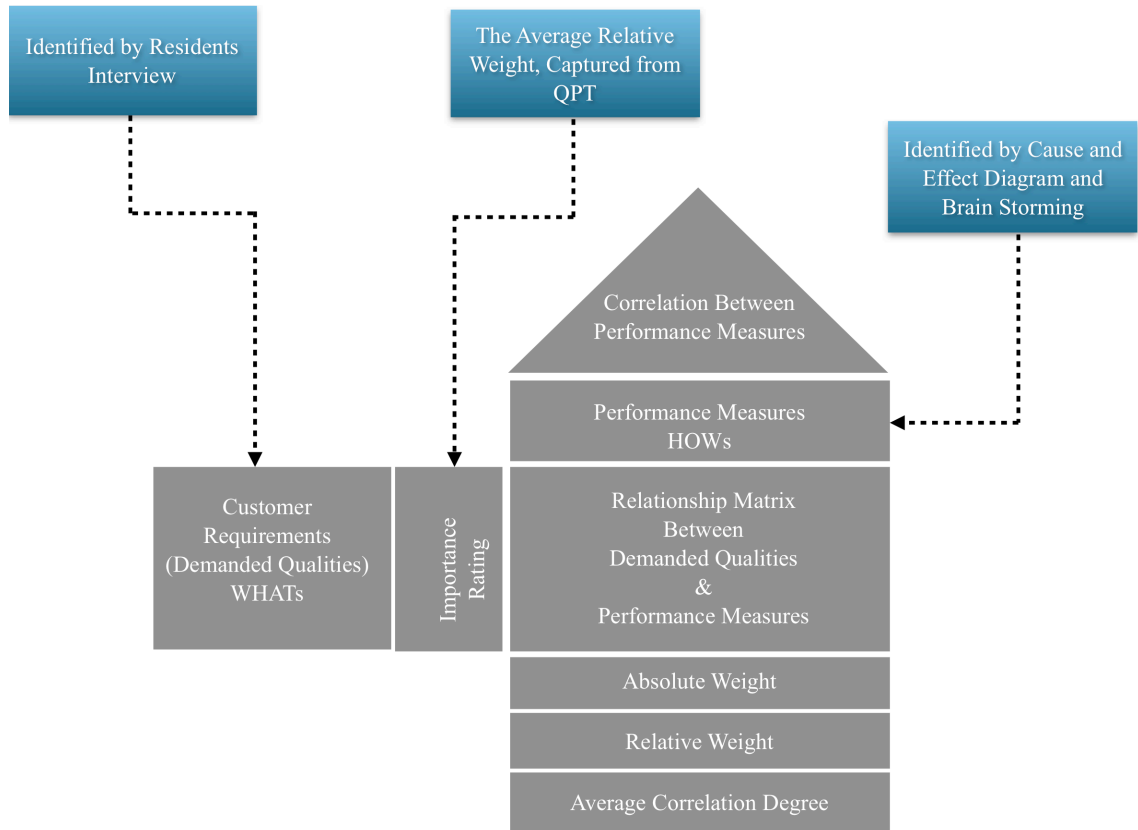 Identified by Residents
Interview
The Average Relative
Weight, Captured from
QPT
Identified by Cause and
Effect Diagram and
Brain Storming
Correlation Between
Performance Measures
Performance Measures
HOWs
Customer
Requirements
(Demanded Qualities)
WHATs
Importance
Rating
Relationship Matrix
Between
Demanded Qualities
&
Performance Measures
Absolute Weight
Relative Weight
Average Correlation Degree